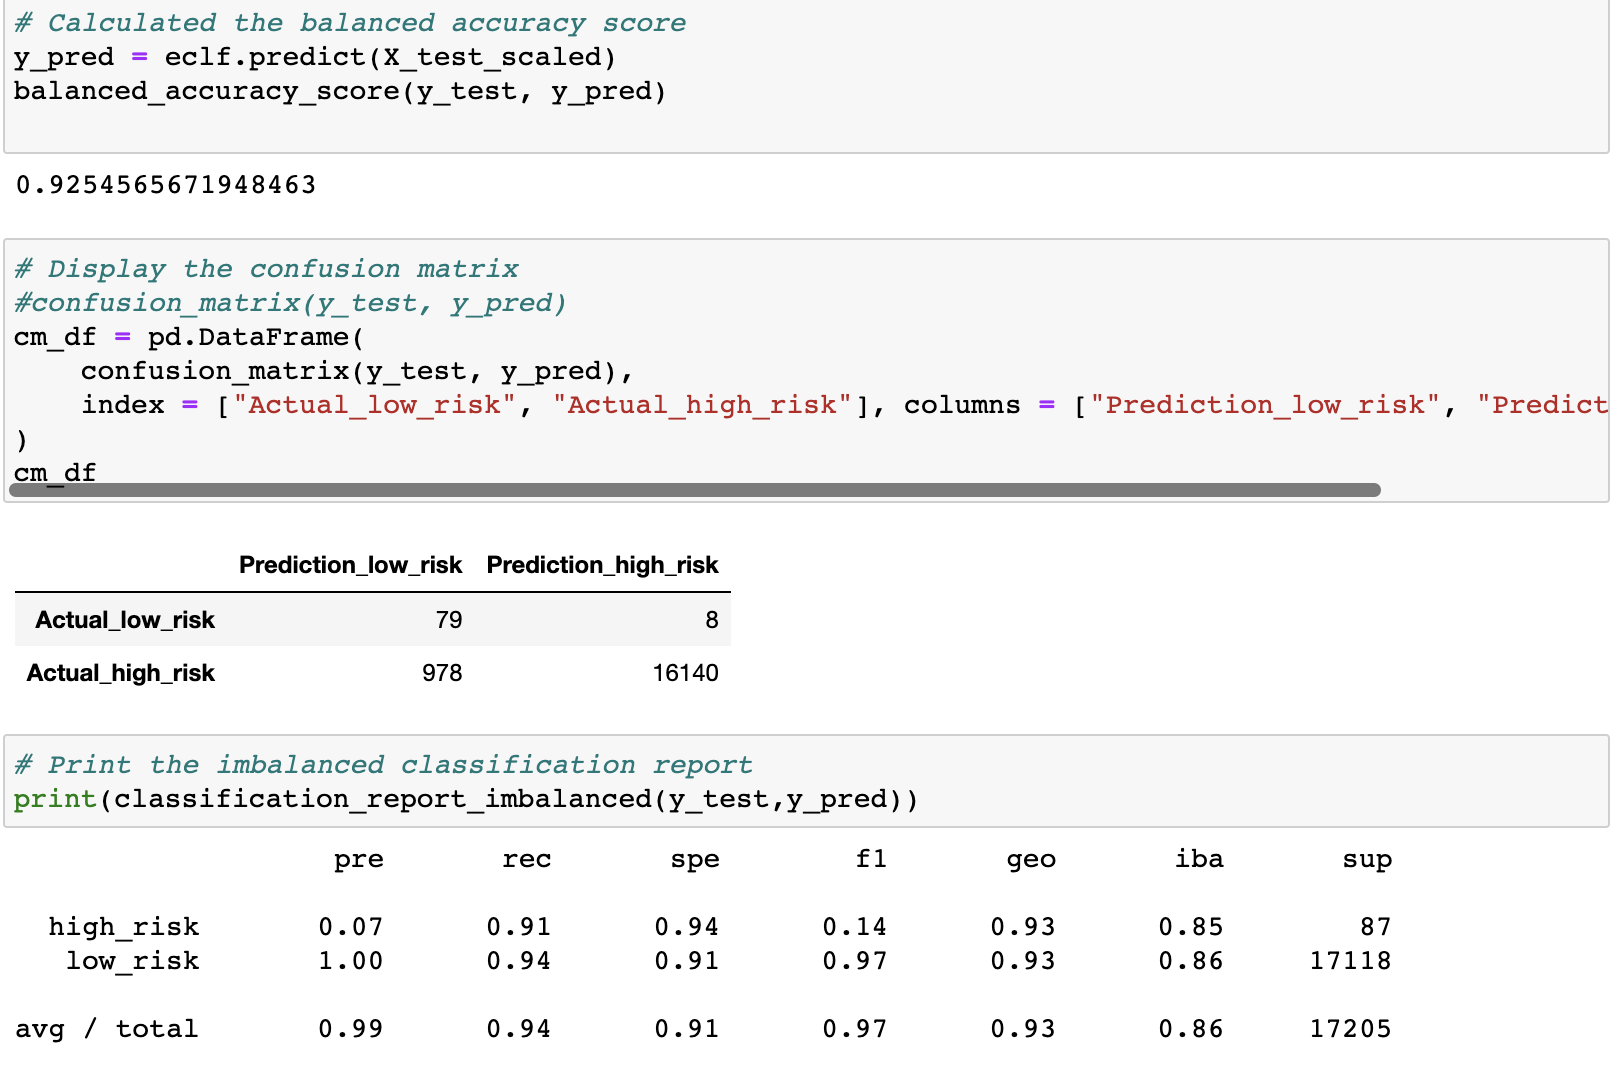 # Calculated the balanced accuracy score
y_pred = eclf.predict(X_test_scaled)
balanced_accuracy_score(y_test, y_pred)
0.9254565671948463
# Display the confusion matrix
#confusion_matrix(y_test, y_pred)
cm_df = pd.DataFrame(
    confusion_matrix(y_test, y_pred),
    index = ["Actual_low_risk", "Actual_high_risk"], columns = ["Prediction_low_risk", "Predict
)
cm_df
Prediction_low_risk Prediction_high_risk
Actual_low_risk 79 8
Actual_high_risk 978 16140
# Print the imbalanced classification report
print(classification_report_imbalanced(y_test,y_pred))
pre rec spe f1 geo iba sup
high_risk 0.07 0.91 0.94 0.14 0.93 0.85 87
low_risk 1.00 0.94 0.91 0.97 0.93 0.86 17118
avg / total 0.99 0.94 0.91 0.97 0.93 0.86 17205